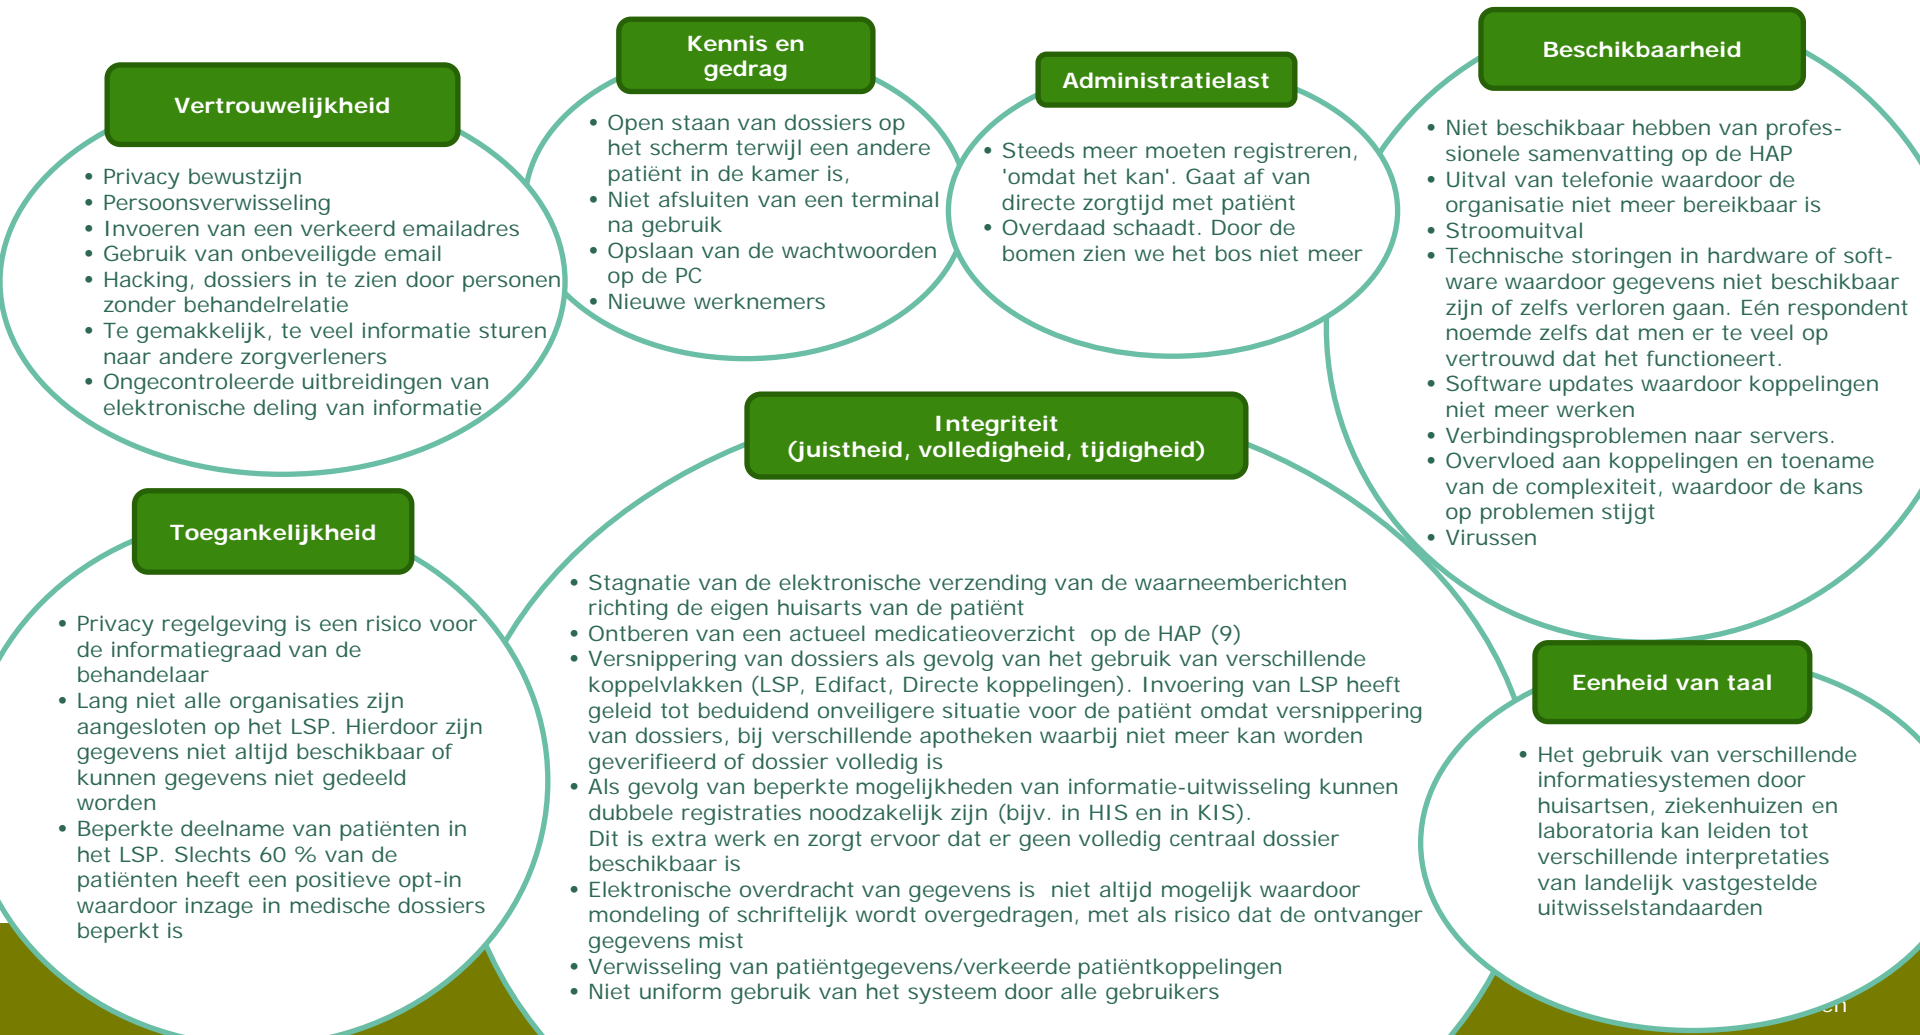 Vertrouwelijkheid
• Privacy bewustzijn
• Persoonsverwisseling
• Invoeren van een verkeerd emailadres
• Gebruik van onbeveiligde email
• Hacking, dossiers in te zien door personen
zonder behandelrelatie
• Te gemakkelijk, te veel informatie sturen
naar andere zorgverleners
• Ongecontroleerde uitbreidingen van
elektronische deling van informatie
Kennis en
gedrag
• Open staan van dossiers op
het scherm terwijl een andere
patiënt in de kamer is,
• Niet afsluiten van een terminal
na gebruik
• Opslaan van de wachtwoorden
op de PC
• Nieuwe werknemers
Administratielast
• Steeds meer moeten registreren,
'omdat het kan'. Gaat af van
directe zorgtijd met patiënt
• Overdaad schaadt. Door de
bomen zien we het bos niet meer
Beschikbaarheid
• Niet beschikbaar hebben van profes-
sionele samenvatting op de HAP
• Uitval van telefonie waardoor de
organisatie niet meer bereikbaar is
• Stroomuitval
• Technische storingen in hardware of soft-
ware waardoor gegevens niet beschikbaar
zijn of zelfs verloren gaan. Eén respondent
noemde zelfs dat men er te veel op
vertrouwd dat het functioneert.
• Software updates waardoor koppelingen
niet meer werken
• Verbindingsproblemen naar servers.
• Overvloed aan koppelingen en toename
van de complexiteit, waardoor de kans
op problemen stijgt
• Virussen
Integriteit
(juistheid, volledigheid, tijdigheid)
• Stagnatie van de elektronische verzending van de waarneemberichten
richting de eigen huisarts van de patiënt
• Ontberen van een actueel medicatieoverzicht op de HAP (9)
• Versnippering van dossiers als gevolg van het gebruik van verschillende
koppelvlakken (LSP, Edifact, Directe koppelingen). Invoering van LSP heeft
geleid tot beduidend onveiligere situatie voor de patiënt omdat versnippering
van dossiers, bij verschillende apotheken waarbij niet meer kan worden
geverifieerd of dossier volledig is
• Als gevolg van beperkte mogelijkheden van informatie-uitwisseling kunnen
dubbele registraties noodzakelijk zijn (bijv. in HIS en in KIS).
Dit is extra werk en zorgt ervoor dat er geen volledig centraal dossier
beschikbaar is
• Elektronische overdracht van gegevens is niet altijd mogelijk waardoor
mondeling of schriftelijk wordt overgedragen, met als risico dat de ontvanger
gegevens mist
• Verwisseling van patiëntgegevens/verkeerde patiëntkoppelingen
• Niet uniform gebruik van het systeem door alle gebruikers
Toegankelijkheid
• Privacy regelgeving is een risico voor
de informatiegraad van de
behandelaar
• Lang niet alle organisaties zijn
aangesloten op het LSP. Hierdoor zijn
gegevens niet altijd beschikbaar of
kunnen gegevens niet gedeeld
worden
• Beperkte deelname van patiënten in
het LSP. Slechts 60 % van de
patiënten heeft een positieve opt-in
waardoor inzage in medische dossiers
beperkt is
Eenheid van taal
• Het gebruik van verschillende
informatiesystemen door
huisartsen, ziekenhuizen en
laboratoria kan leiden tot
verschillende interpretaties
van landelijk vastgestelde
uitwisselstandaarden